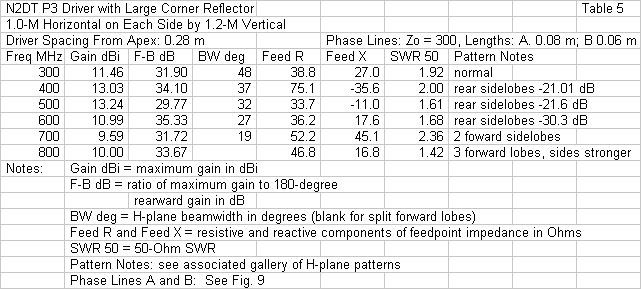 N2DT P3 Driver with Large Corner Reflector Table 5
1.0-M Horizontal on Each Side by 1.2-M Vertical
Driver Spacing From Apex: 0.28 m Phase Lines: Zo = 300, Lengths: A. 0.08 m; B 0.06 m
Freq MHz Gain dBi F-B dB BW deg Feed R Feed X SWR 50 Pattern Notes
300 11.46 31.90 48 38.8 27.0 1.92 normal
400 13.03 34.10 37 75.1 -35.6 2.00 rear sidelobes -21.01 dB
500 13.24 29.77 32 33.7 -11.0 1.61 rear sidelobes -21.6 dB
600 10.99 35.33 27 36.2 17.6 1.68 rear sidelobes -30.3 dB
700 9.59 31.72 19 52.2 45.1 2.36 2 foward sidelobes
800 10.00 33.67 46.8 16.8 1.42 3 forward lobes, sides stronger
Notes: Gain dBi = maximum gain in dBi
F-B dB = ratio of maximum gain to 180-degree
rearward gain in dB
BW deg = H-plane beamwidth in degrees (blank for split forward lobes)
Feed R and Feed X = resistive and reactive components of feedpoint impedance in Ohms
SWR 50 = 50-Ohm SWR
Pattern Notes: see associated gallery of H-plane patterns
Phase Lines A and B: See Fig. 9